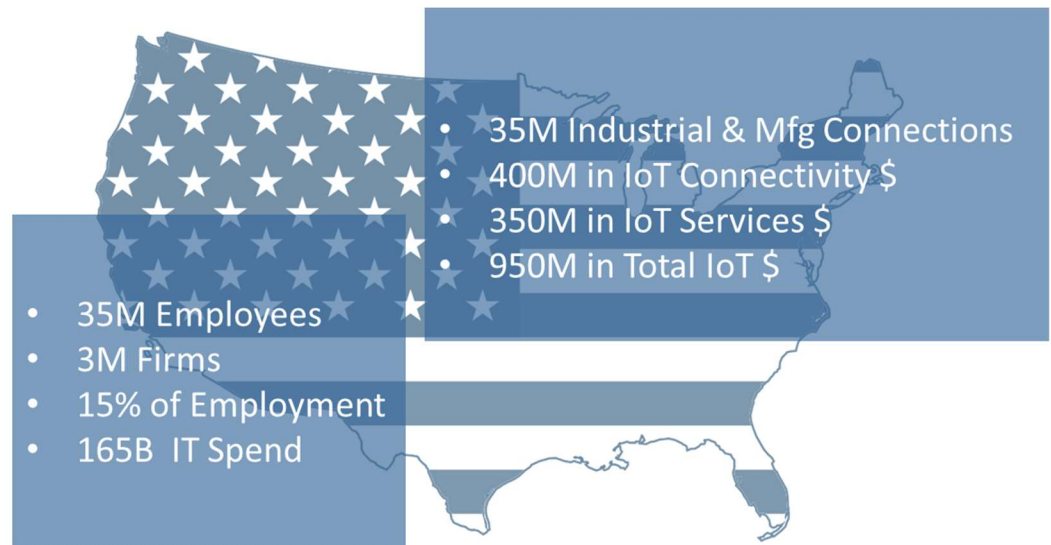 • 35M Industrial & Mfg Connections
• 400M in IoT Connectivity $
• 350M in IoT Services $
• 950M in Total IoT $
• 35M Employees
• 3M Firms
• 15% of Employment
• 165B  IT Spend